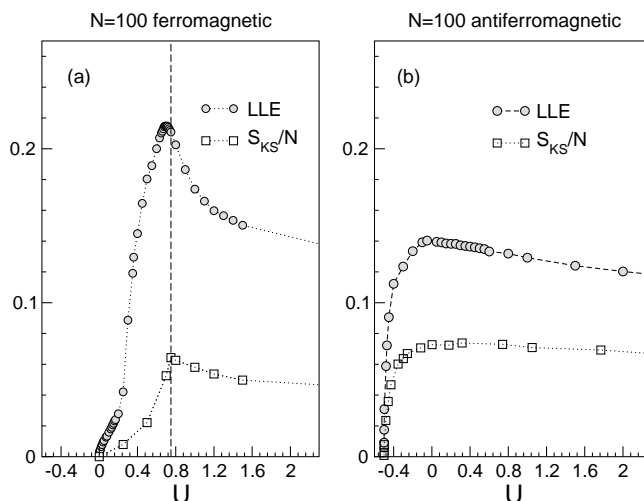 N=100 ferromagnetic
N=100 antiferromagnetic
(a)
LLE
S_KS/N
(b)
LLE
S_KS/N
0.2
0.1
0
0.2
0.1
0
-0.4 0 0.4 0.8 1.2 1.6 2
-0.4 0 0.4 0.8 1.2 1.6 2
U
U